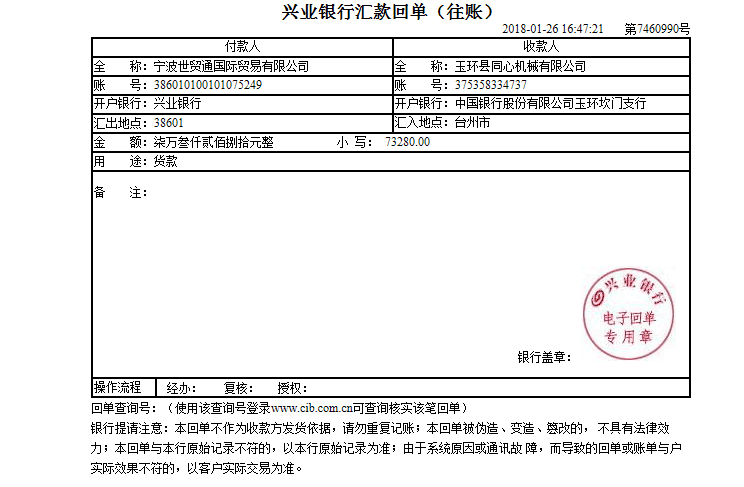 兴业银行汇款回单（往账）
2018-01-26 16:47:21 第7460990号
付款人 收款人
全 称：宁波世贸通国际贸易有限公司 全 称：玉环县同心机械有限公司
账 号：386010100101075249 账 号：375358334737
开户银行：兴业银行 开户银行：中国银行股份有限公司玉环坎门支行
汇出地点：38601 汇入地点：台州市
金 额：柒万叁仟贰佰捌拾元整 小 写： 73280.00
用 途：货款
备 注：
兴业银行
电子回单
专用章
银行盖章：
操作流程 经办： 复核： 授权：
回单查询号：（使用该查询号登录www.cib.com.cn可查询核实该笔回单）
银行提请注意：本回单不作为收款方发货依据，请勿重复记账；本回单被伪造、变造、篡改的， 不具有法律效
力；本回单与本行原始记录不符的，以本行原始记录为准；由于系统原因或通讯故 障，而导致的回单或账单与户
实际效果不符的，以客户实际交易为准。